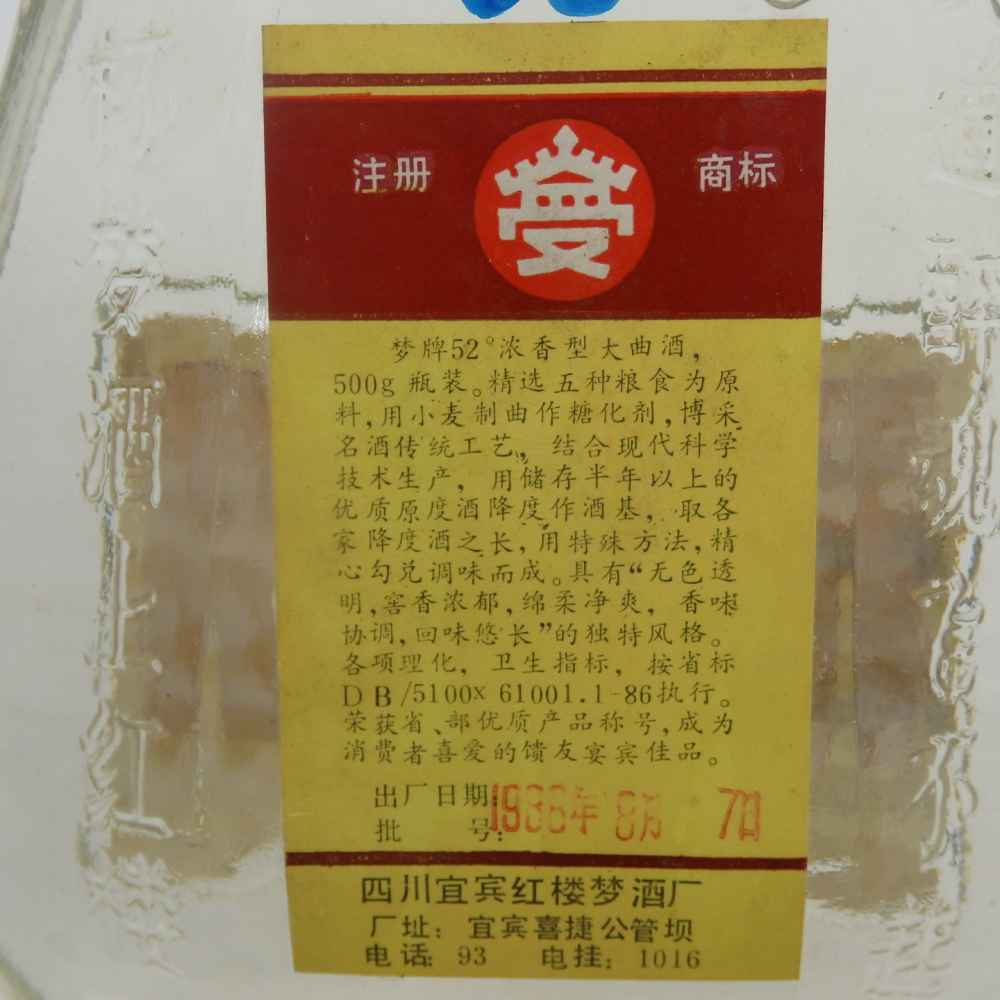 注册 商标
梦牌52°浓香型大曲酒，
500g 瓶装。精选五种粮食为原
料，用小麦制曲作糖化剂，博采
名酒传统工艺， 结合现代科学
技术生产， 用储存半年以上的
优质原度酒降度作酒基， 取各
家降度酒之长，用特殊方法，精
心勾兑调味而成。具有“无色透
明，窖香浓郁，绵柔净爽， 香味
协调，回味悠长”的独特风格。
各项理化， 卫生指标， 按省标
DB/5100x 61001.1-86执行。
荣获省、部优质产品称号，成为
消费者喜爱的馈友宴宾佳品。
出厂日期：1988年 8月 7日
批 号：
四川宜宾红楼梦酒厂
厂址：宜宾喜捷公管坝
电话：93 电挂：1016